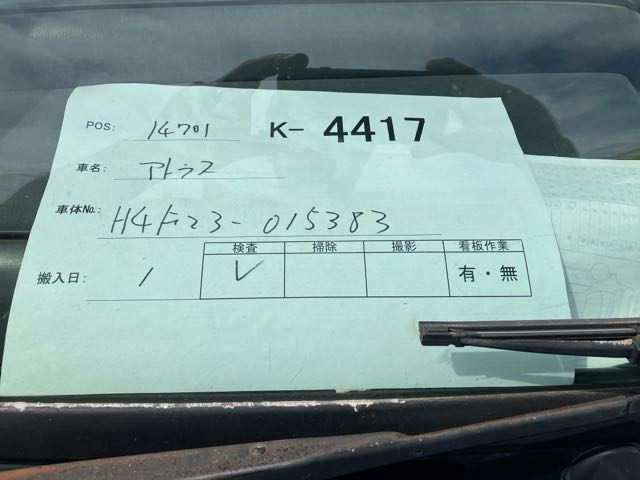 POS: 14701 K-4417
車名: アトラス
車体No.: H4F23-015383
検査 掃除 撮影 看板作業
搬入日: 1 ✓ 有・無